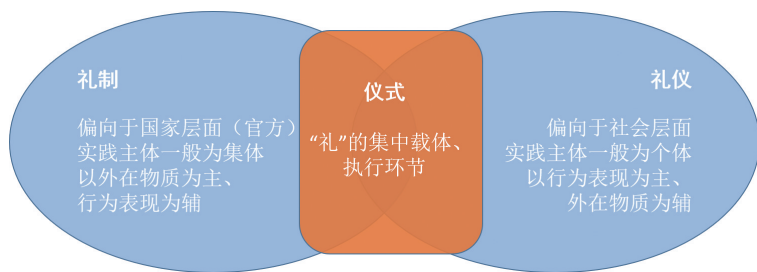 礼制
偏向于国家层面（官方）
实践主体一般为集体
以外在物质为主、
行为表现为辅
仪式
“礼”的集中载体、
执行环节
礼仪
偏向于社会层面
实践主体一般为个体
以行为表现为主、
外在物质为辅